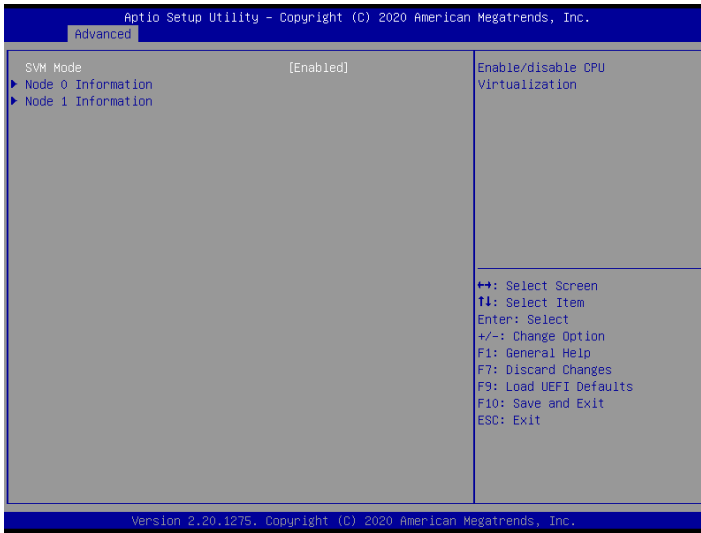 Aptio Setup Utility – Copyright (C) 2020 American Megatrends, Inc.
Advanced
SVM Mode [Enabled]
Node 0 Information
Node 1 Information
Enable/disable CPU
Virtualization
↔: Select Screen
↑↓: Select Item
Enter: Select
+/-: Change Option
F1: General Help
F7: Discard Changes
F9: Load UEFI Defaults
F10: Save and Exit
ESC: Exit
Version 2.20.1275. Copyright (C) 2020 American Megatrends, Inc.